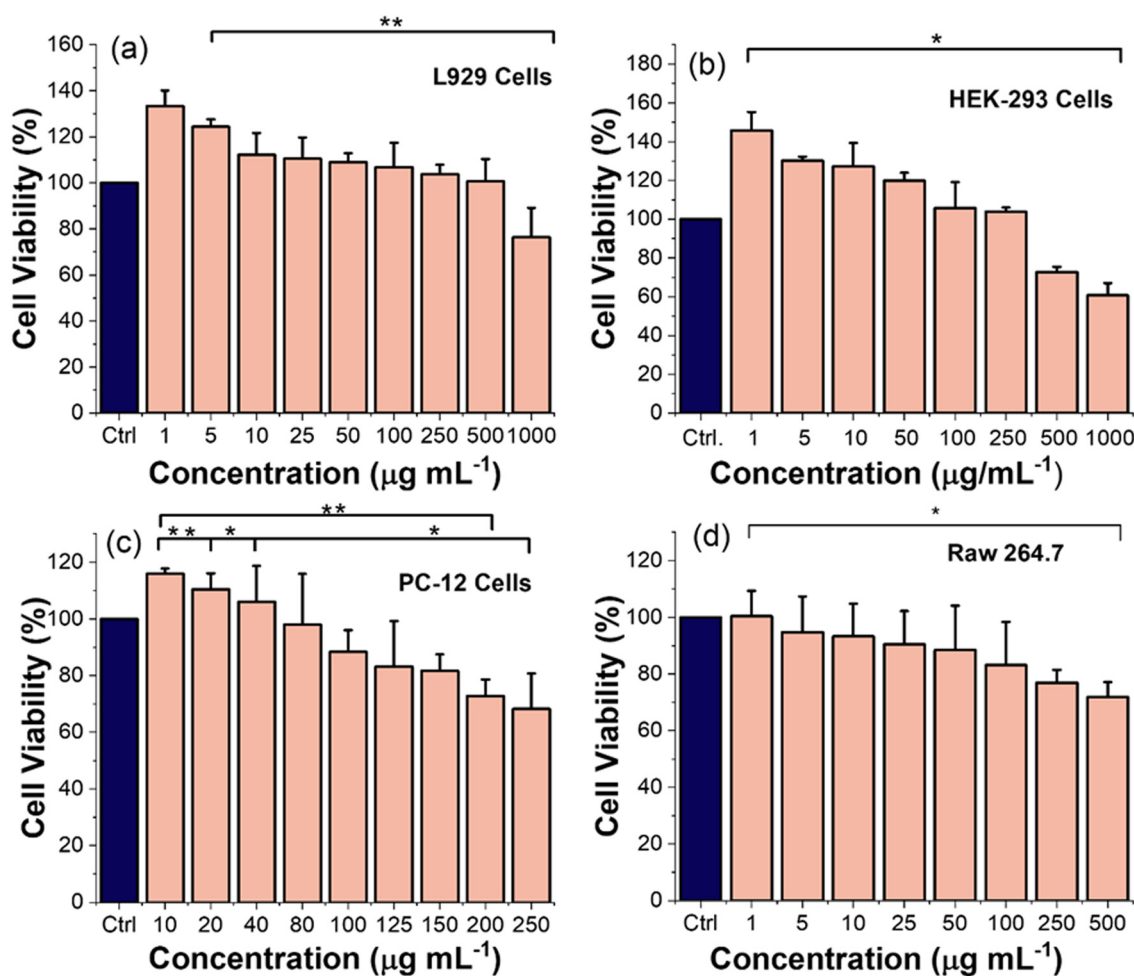 (a)
**
L929 Cells
Cell Viability (%)
160
140
120
100
80
60
40
20
0
Ctrl 1 5 10 25 50 100 250 500 1000
Concentration (μg mL⁻¹)
(b)
*
HEK-293 Cells
Cell Viability (%)
180
160
140
120
100
80
60
40
20
0
Ctrl. 1 5 10 50 100 250 500 1000
Concentration (μg/mL⁻¹)
(c)
**
** * *
PC-12 Cells
Cell Viability (%)
120
100
80
60
40
20
0
Ctrl 10 20 40 80 100 125 150 200 250
Concentration (μg mL⁻¹)
(d)
*
Raw 264.7
Cell Viability (%)
120
100
80
60
40
20
0
Ctrl 1 5 10 25 50 100 250 500
Concentration (μg mL⁻¹)